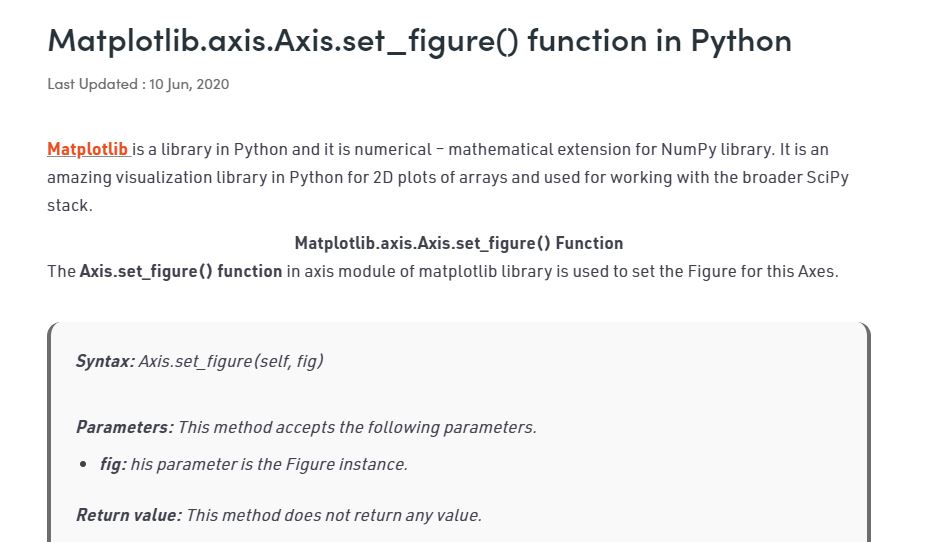 Matplotlib.axis.Axis.set_figure() function in Python
Last Updated : 10 Jun, 2020
Matplotlib is a library in Python and it is numerical – mathematical extension for NumPy library. It is an
amazing visualization library in Python for 2D plots of arrays and used for working with the broader SciPy
stack.
Matplotlib.axis.Axis.set_figure() Function
The Axis.set_figure() function in axis module of matplotlib library is used to set the Figure for this Axes.
Syntax: Axis.set_figure(self, fig)
Parameters: This method accepts the following parameters.
• fig: his parameter is the Figure instance.
Return value: This method does not return any value.